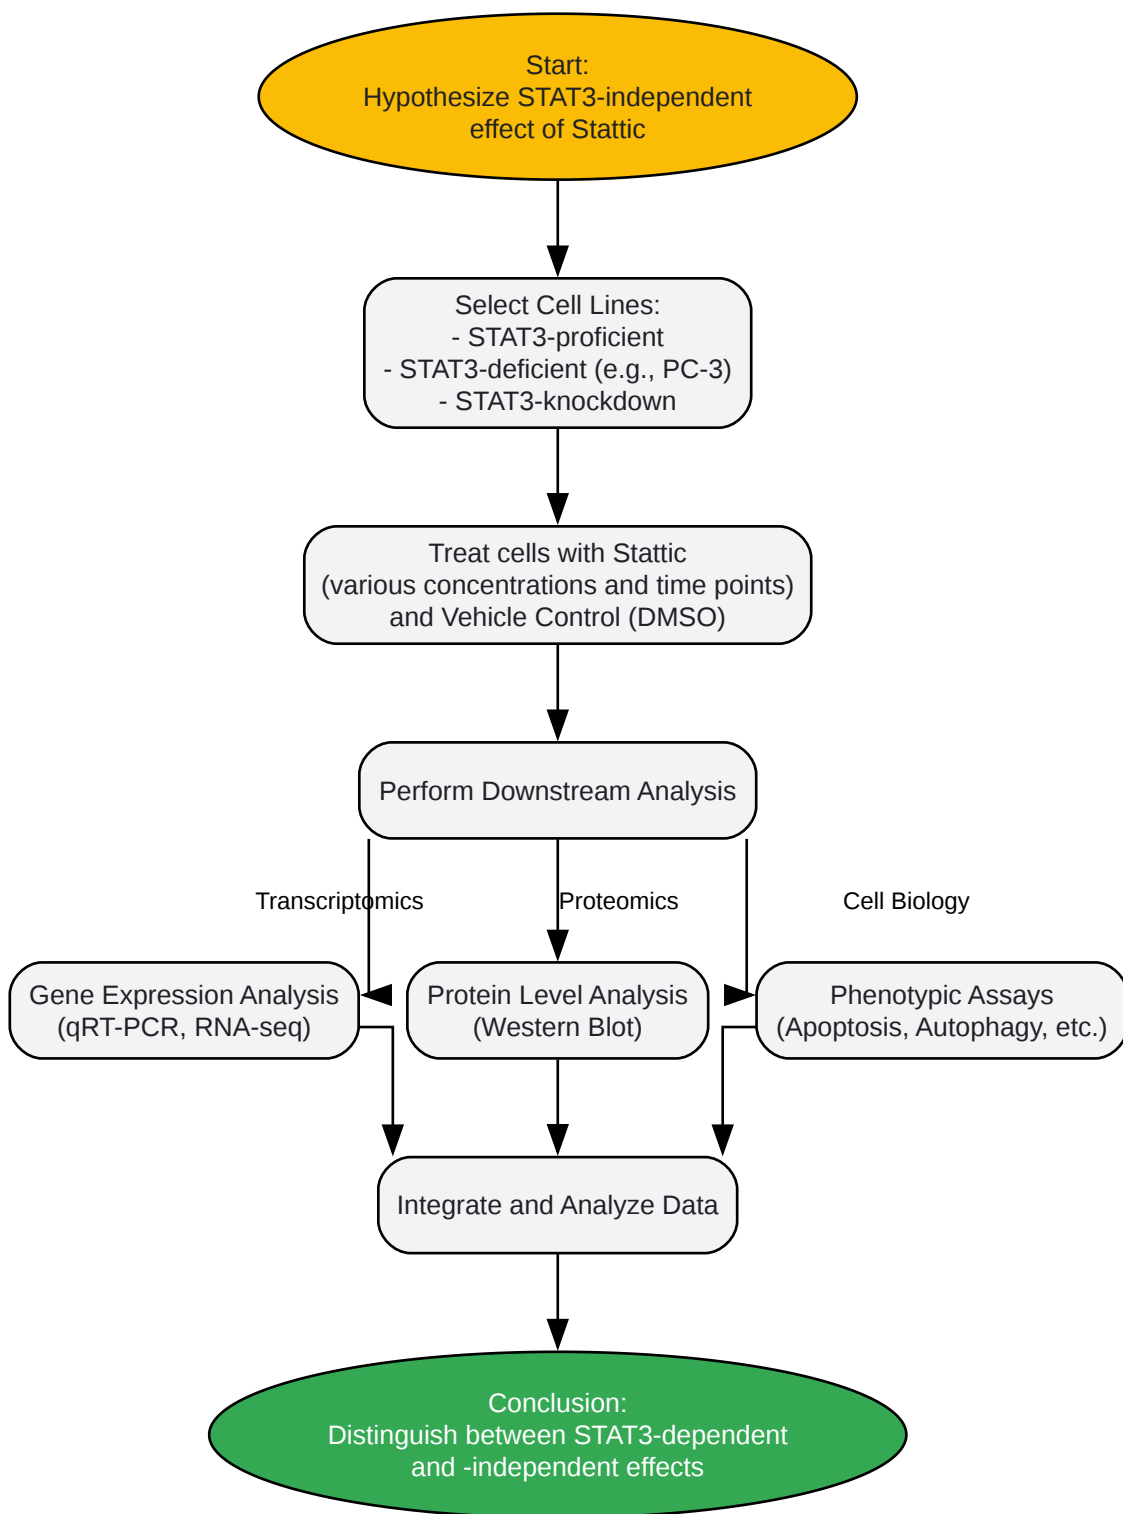 Start:
Hypothesize STAT3-independent
effect of Stattic
Select Cell Lines:
- STAT3-proficient
- STAT3-deficient (e.g., PC-3)
- STAT3-knockdown
Treat cells with Stattic
(various concentrations and time points)
and Vehicle Control (DMSO)
Perform Downstream Analysis
Transcriptomics
Proteomics
Cell Biology
Gene Expression Analysis
(qRT-PCR, RNA-seq)
Protein Level Analysis
(Western Blot)
Phenotypic Assays
(Apoptosis, Autophagy, etc.)
Integrate and Analyze Data
Conclusion:
Distinguish between STAT3-dependent
and -independent effects